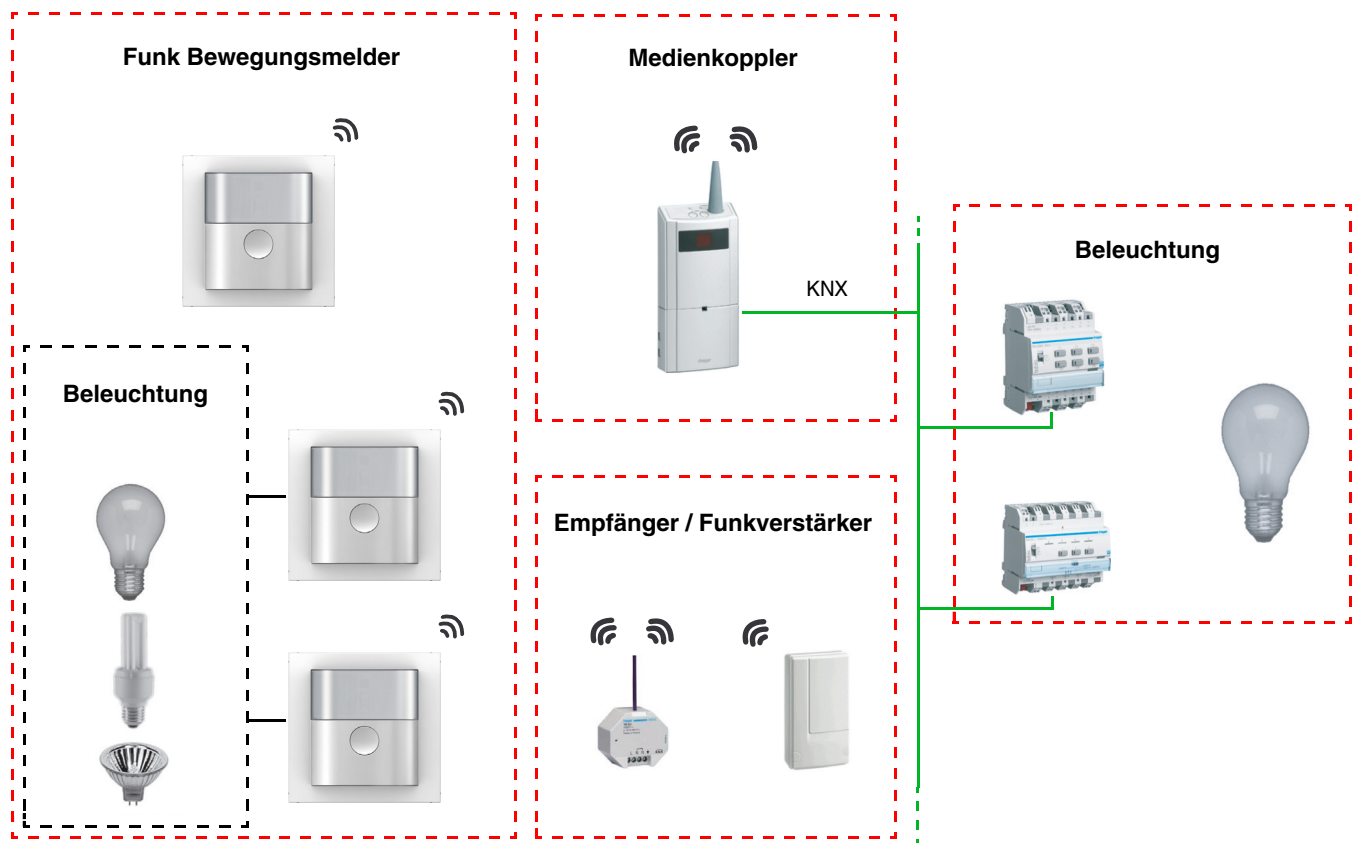 Funk Bewegungsmelder
Medienkoppler
Beleuchtung
KNX
Beleuchtung
Empfänger / Funkverstärker